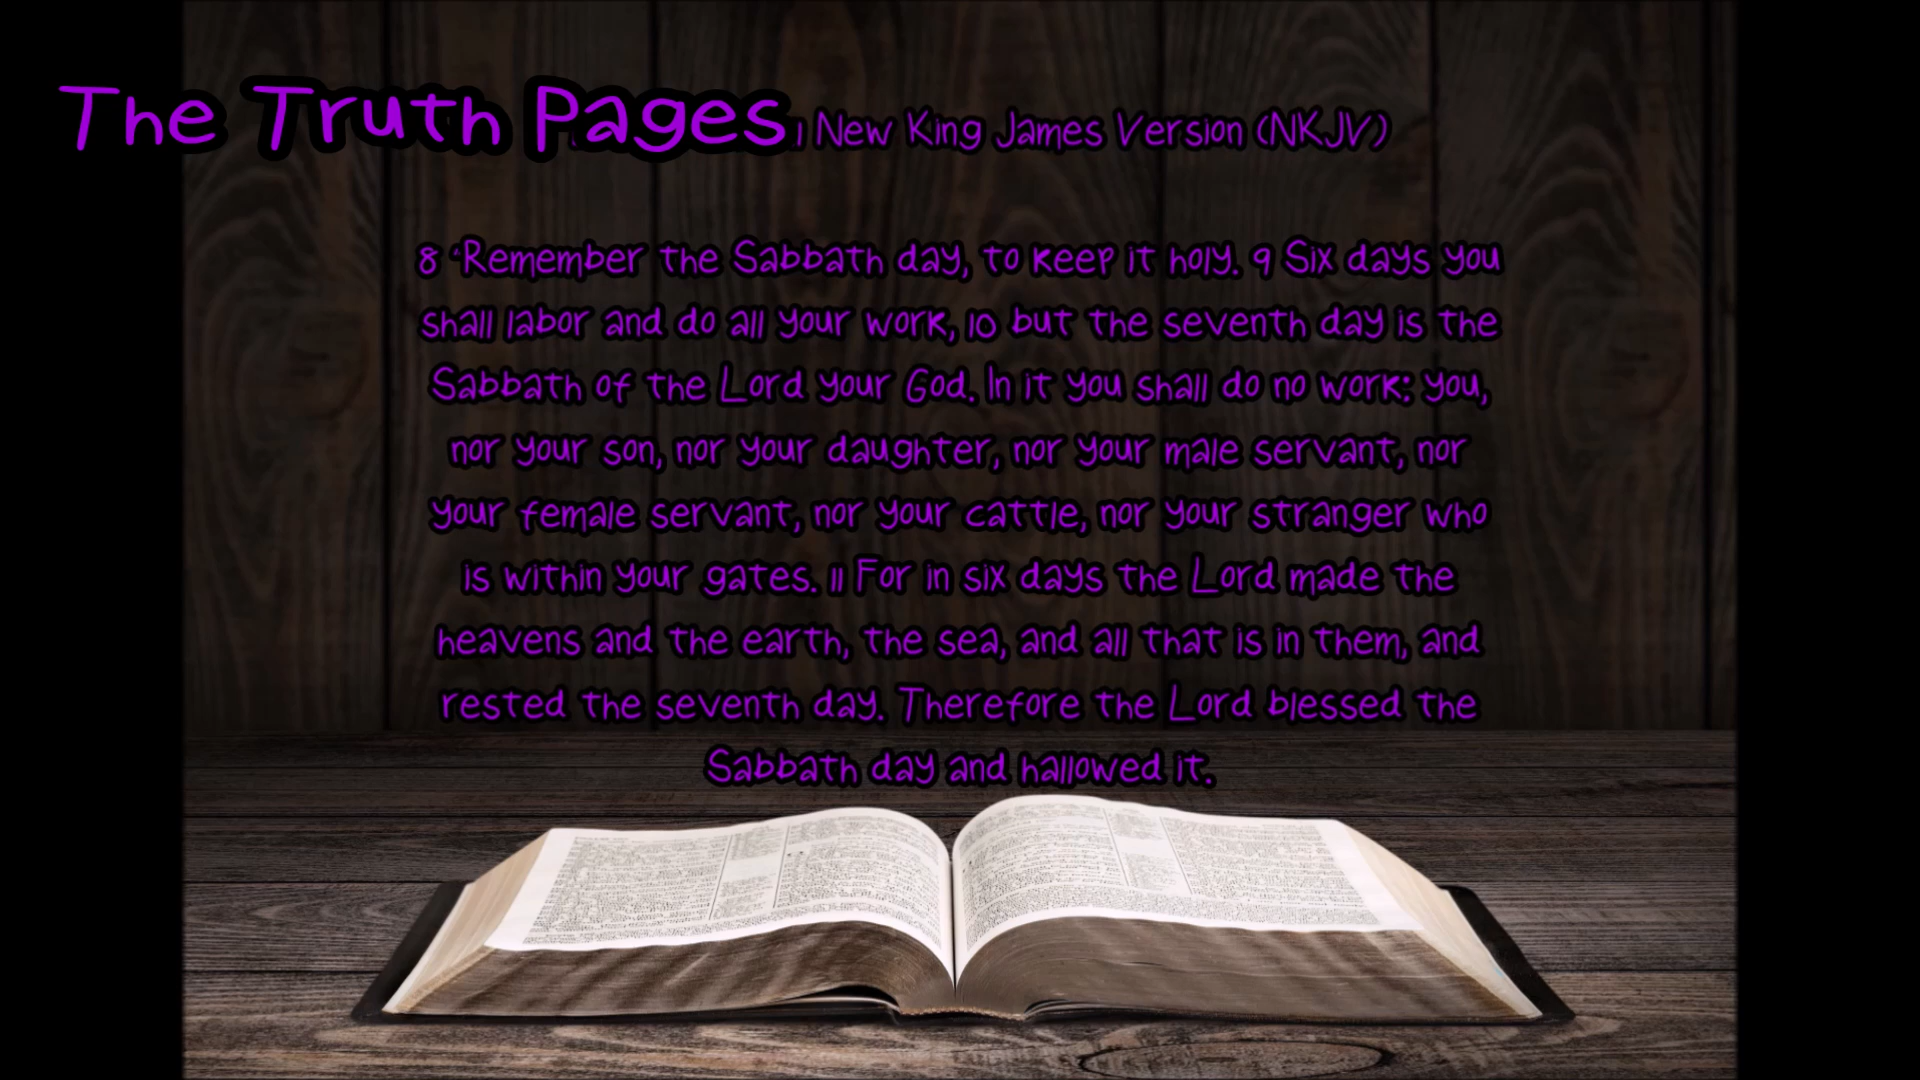 The Truth Pages
1 New King James Version (NKJV)
8 “Remember the Sabbath day, to keep it holy. 9 Six days you
shall labor and do all your work, 10 but the seventh day is the
Sabbath of the Lord your God. In it you shall do no work: you,
nor your son, nor your daughter, nor your male servant, nor
your female servant, nor your cattle, nor your stranger who
is within your gates. 11 For in six days the Lord made the
heavens and the earth, the sea, and all that is in them, and
rested the seventh day. Therefore the Lord blessed the
Sabbath day and hallowed it.